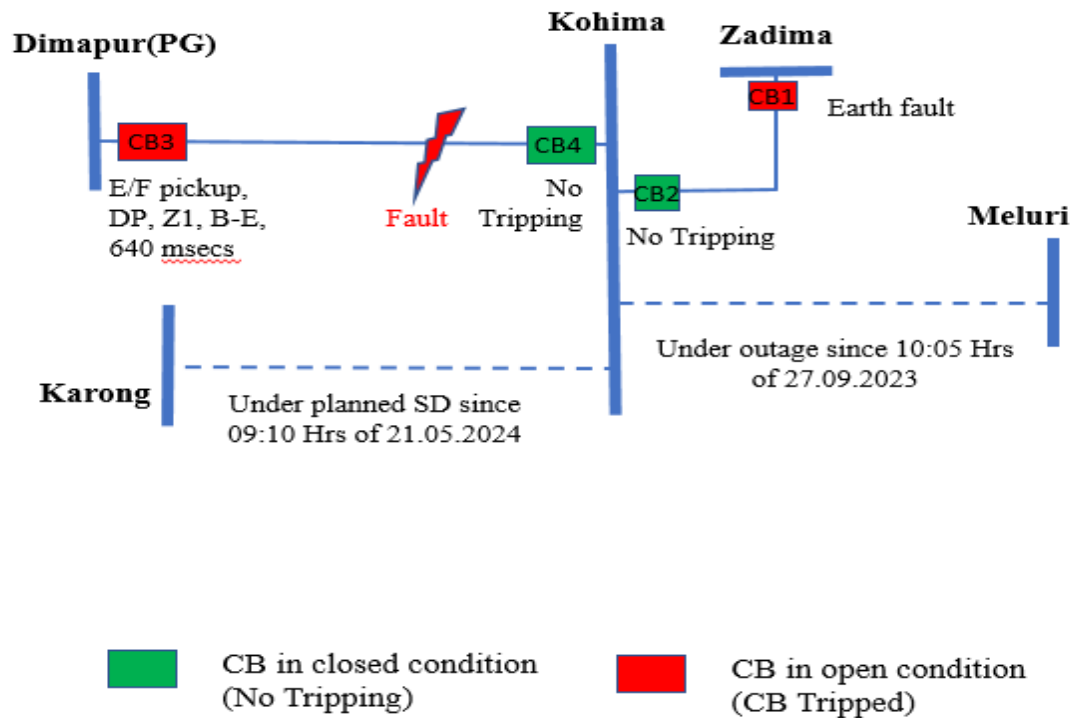 Dimapur(PG)
Kohima
Zadima
CB1
Earth fault
CB3
CB4
E/F pickup,
DP, Z1, B-E,
640 msecs
Fault
No
Tripping
CB2
No Tripping
Meluri
Under outage since 10:05 Hrs
of 27.09.2023
Karong
Under planned SD since
09:10 Hrs of 21.05.2024
CB in closed condition
(No Tripping)
CB in open condition
(CB Tripped)